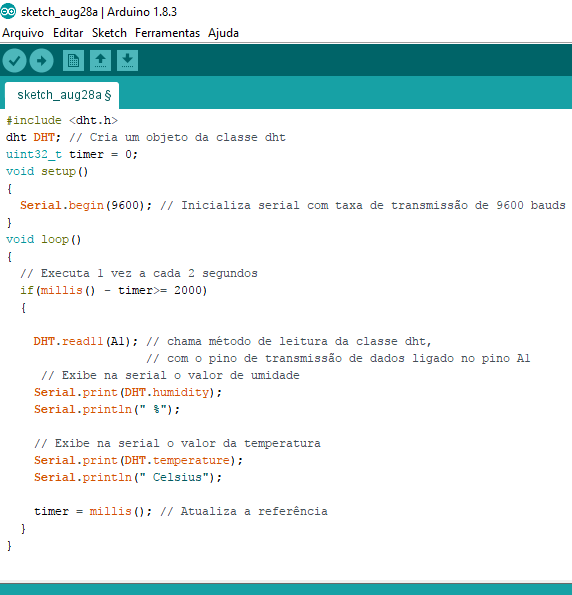 sketch_aug28a | Arduino 1.8.3
Arquivo Editar Sketch Ferramentas Ajuda
sketch_aug28a §
#include <dht.h>
dht DHT; // Cria um objeto da classe dht
uint32_t timer = 0;
void setup()
{
  Serial.begin(9600); // Inicializa serial com taxa de transmissão de 9600 bauds
}
void loop()
{
  // Executa 1 vez a cada 2 segundos
  if(millis() - timer>= 2000)
  {

    DHT.read11(A1); // chama método de leitura da classe dht,
                    // com o pino de transmissão de dados ligado no pino A1
     // Exibe na serial o valor de umidade
    Serial.print(DHT.humidity);
    Serial.println(" %");

    // Exibe na serial o valor da temperatura
    Serial.print(DHT.temperature);
    Serial.println(" Celsius");

    timer = millis(); // Atualiza a referência
  }
}